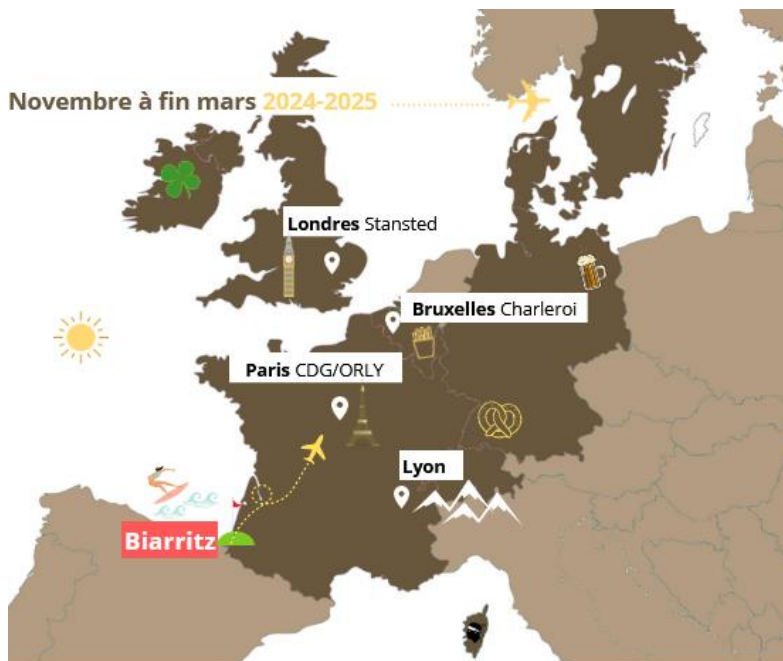 Novembre à fin mars 2024-2025
Londres Stansted
Bruxelles Charleroi
Paris CDG/ORLY
Lyon
Biarritz